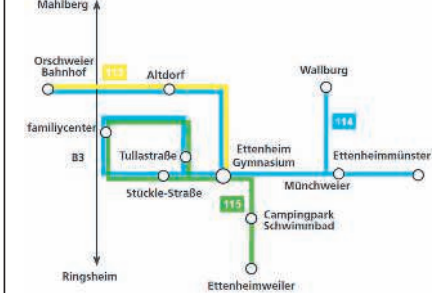 Mahlberg
Orschweier
Bahnhof
113
Altdorf
Wallburg
familiycenter
114
B3
Tullastraße
Ettenheim
Gymnasium
Ettenheimmünster
Stückle-Straße
Münchweier
115
Campingpark
Schwimmbad
Ringsheim
Ettenheimweiler